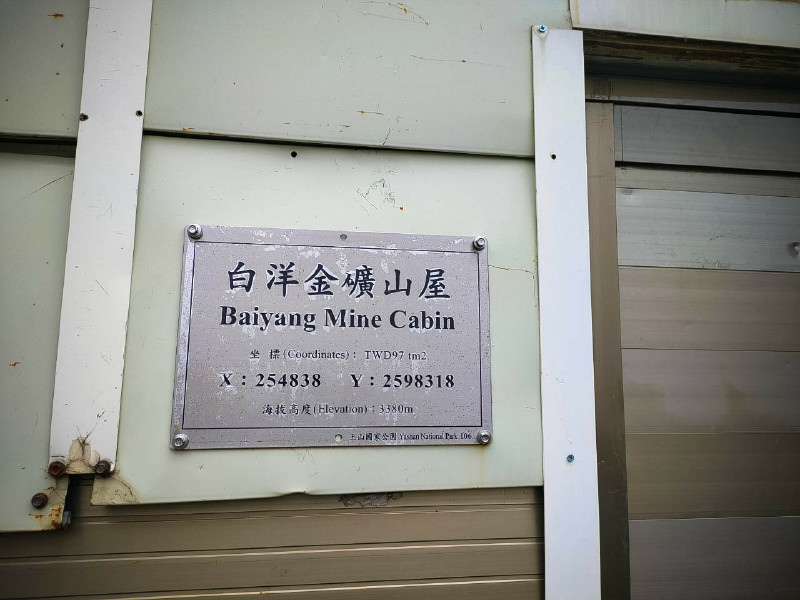 白洋金礦山屋
Baiyang Mine Cabin
坐 標(Coordinates)：TWD97 tm2
X：254838 Y：2598318
海拔高度(Elevation)：3380m
玉山國家公園 Yushan National Park 106